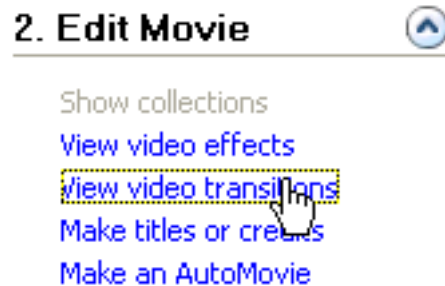 2. Edit Movie
Show collections
View video effects
View video transitions
Make titles or credits
Make an AutoMovie